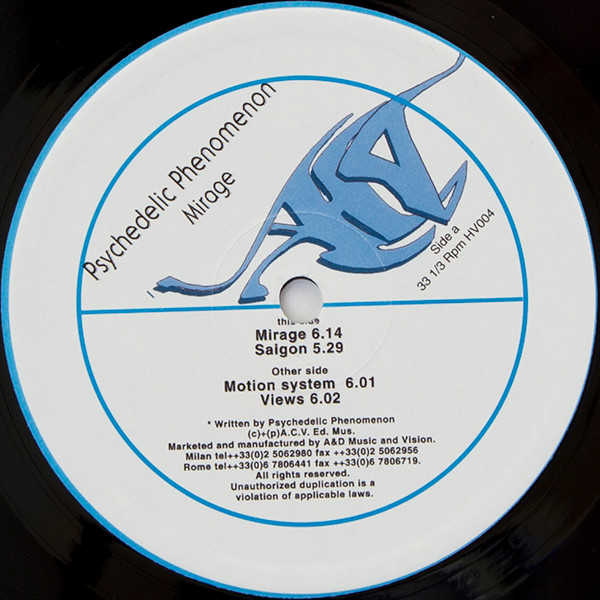 Psychedelic Phenomenon
Mirage
Side a
33 1/3 Rpm HV004
this side
Mirage 6.14
Saigon 5.29
Other side
Motion system 6.01
Views 6.02
* Written by Psychedelic Phenomenon
(c)+(p)A.C.V. Ed. Mus.
Marketed and manufactured by A&D Music and Vision.
Milan tel++33(0)2 5062980 fax ++33(0)2 5062956
Rome tel++33(0)6 7806441 fax ++33(0)6 7806719.
All rights reserved.
Unauthorized duplication is a
violation of applicable laws.